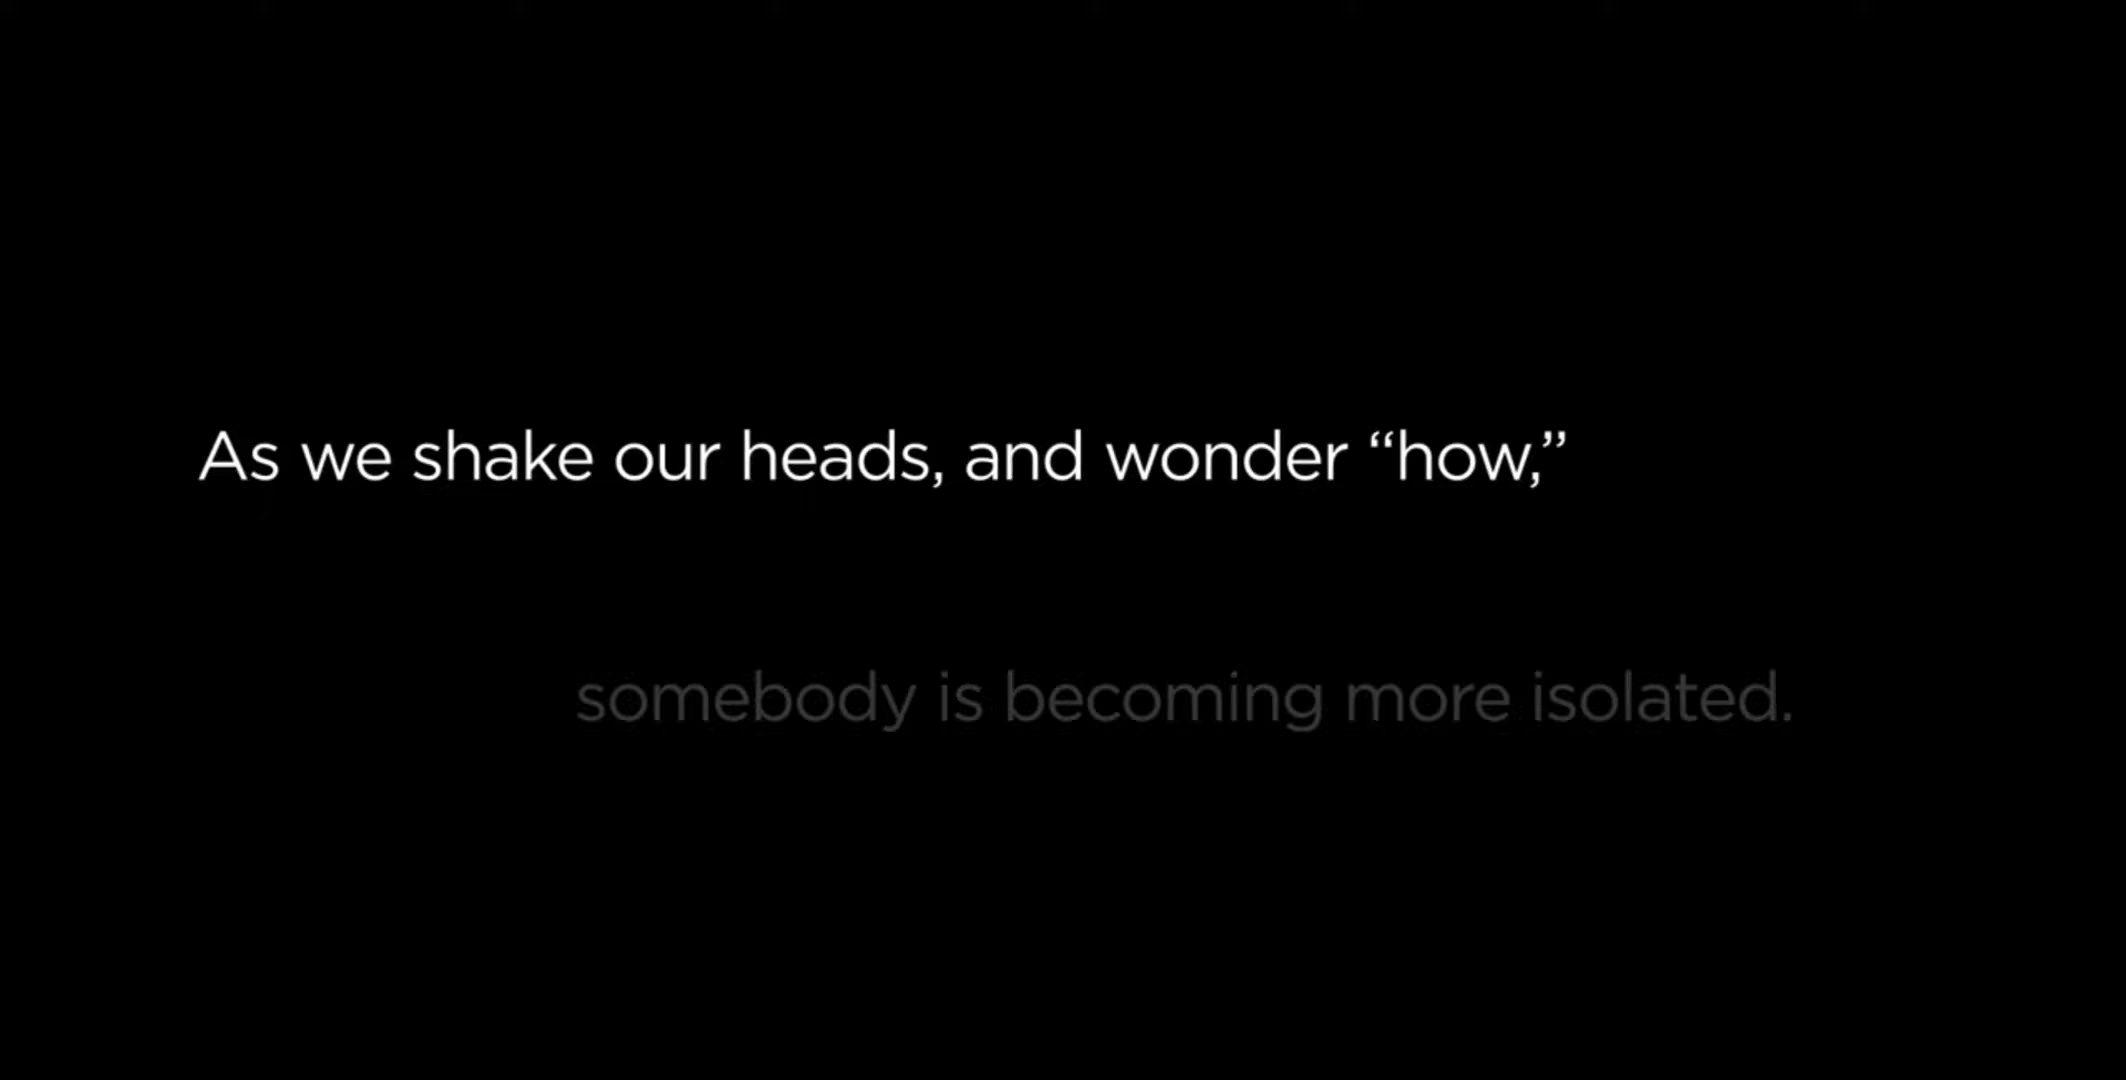 As we shake our heads, and wonder “how,”
somebody is becoming more isolated.